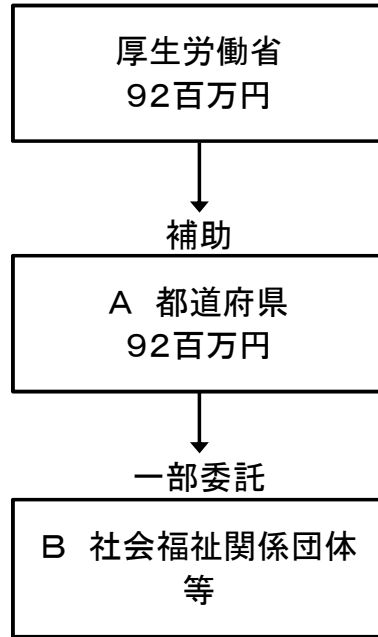 厚生労働省
92百万円
補助
A 都道府県
92百万円
一部委託
B 社会福祉関係団体
等